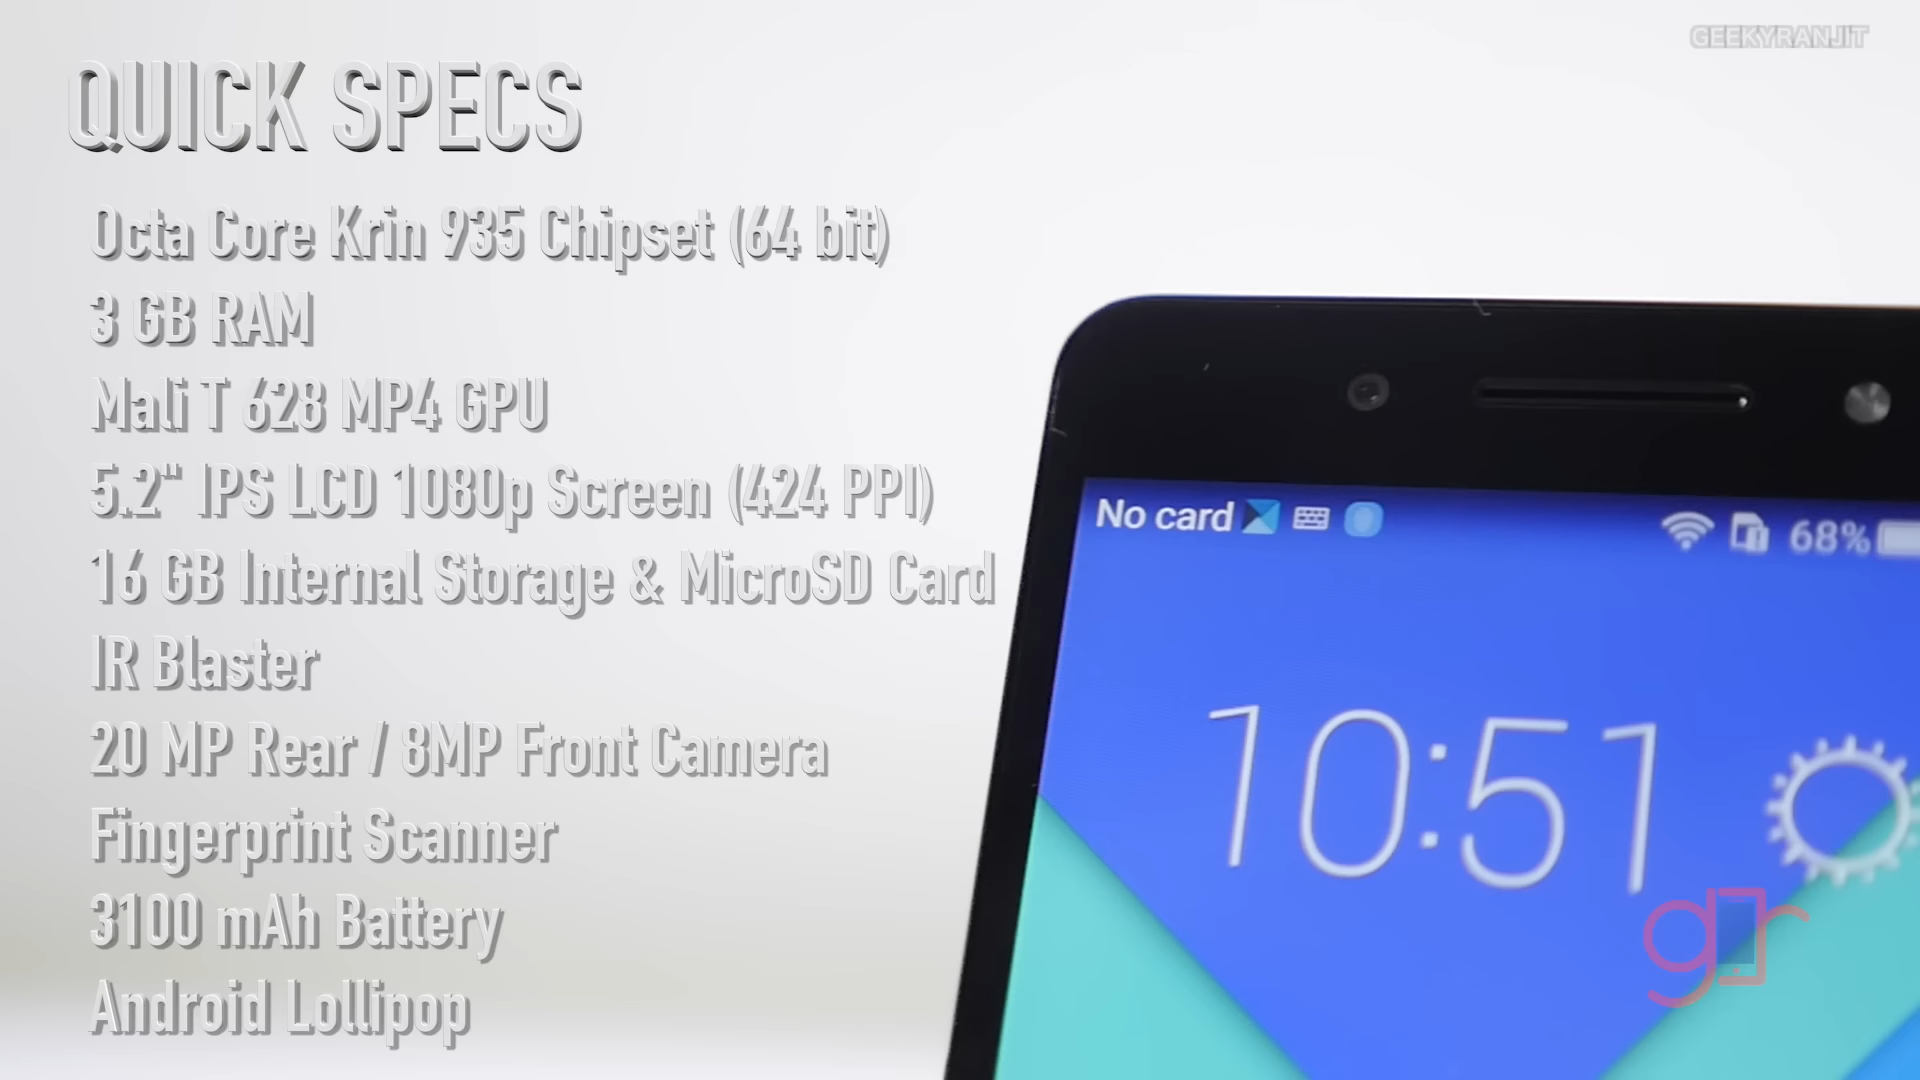 GEEKYRANJIT
QUICK SPECS
Octa Core Krin 935 Chipset (64 bit)
3 GB RAM
Mali T 628 MP4 GPU
5.2" IPS LCD 1080p Screen (424 PPI)
16 GB Internal Storage & MicroSD Card
IR Blaster
20 MP Rear / 8MP Front Camera
Fingerprint Scanner
3100 mAh Battery
Android Lollipop
No card 68%
10:51
gr